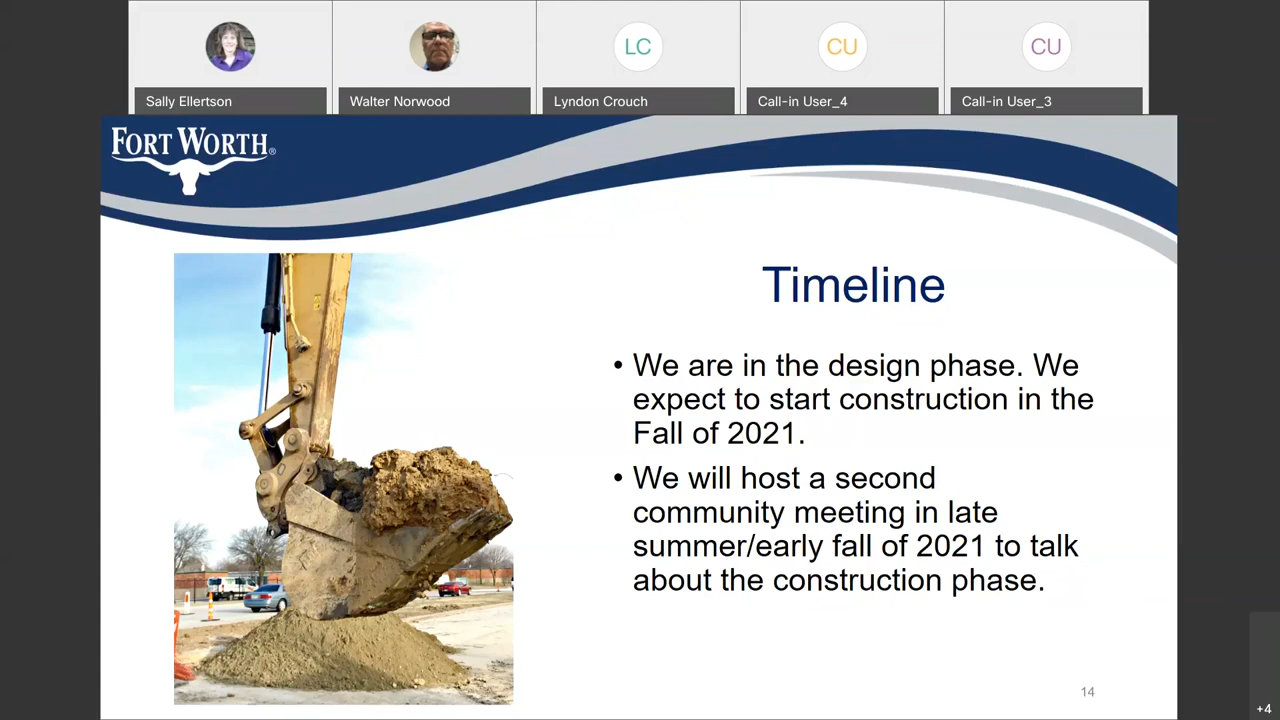 LC
CU
CU
Sally Ellertson
Walter Norwood
Lyndon Crouch
Call-in User_4
Call-in User_3
FORT WORTH®
Timeline
• We are in the design phase. We
expect to start construction in the
Fall of 2021.
• We will host a second
community meeting in late
summer/early fall of 2021 to talk
about the construction phase.
14
+4